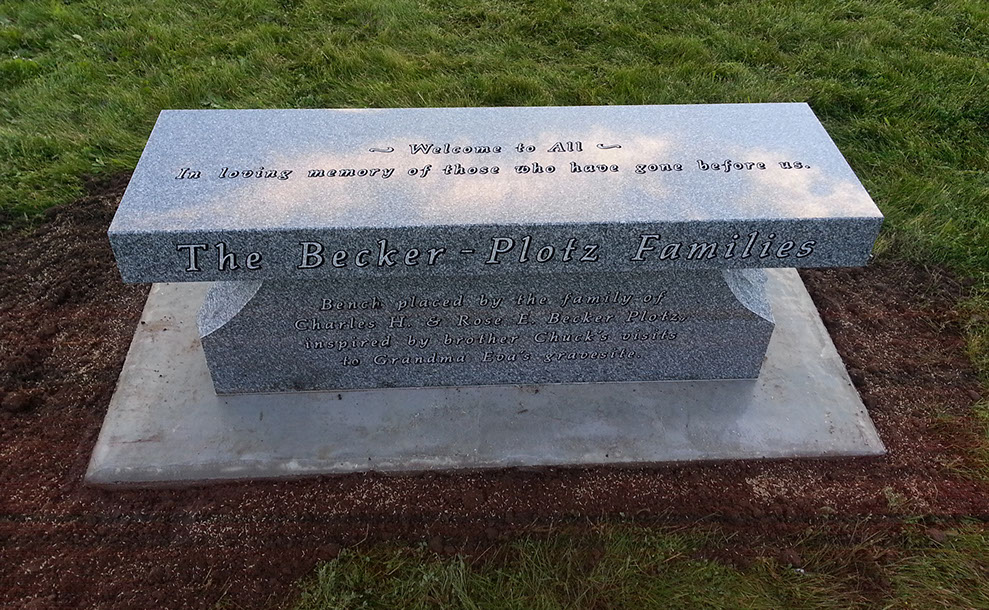 ~ Welcome to All ~
In loving memory of those who have gone before us.
The Becker-Plotz Families
Bench placed by the family of
Charles H. & Rose E. Becker Plotz,
inspired by brother Chuck's visits
to Grandma Eva's gravesite.